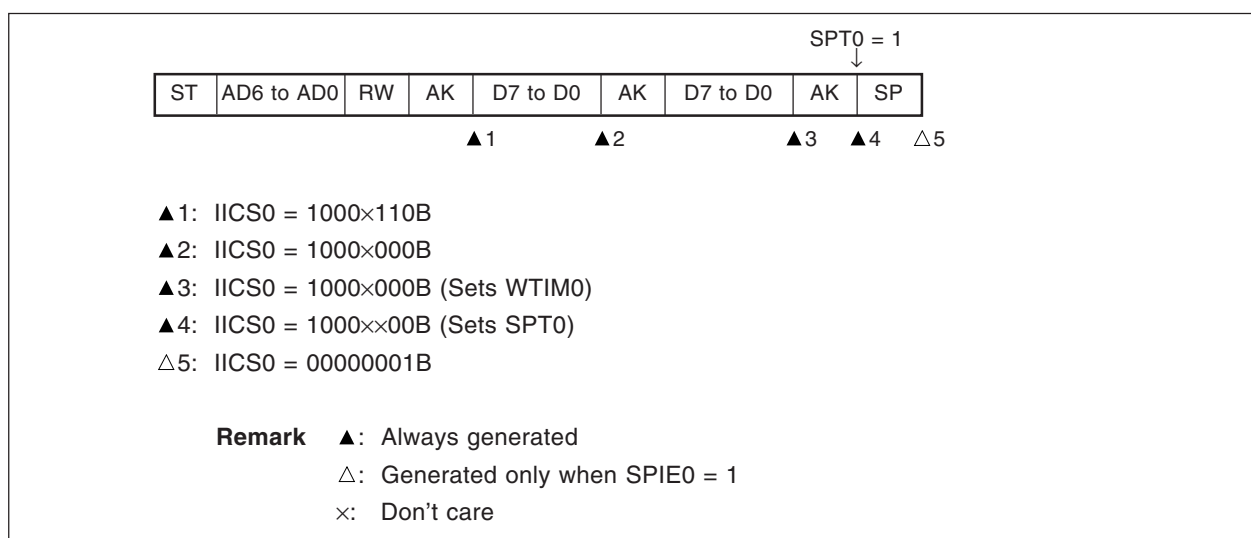 SPT0 = 1
↓
ST AD6 to AD0 RW AK D7 to D0 AK D7 to D0 AK SP
▲1 ▲2 ▲3 ▲4 △5
▲1: IICS0 = 1000×110B
▲2: IICS0 = 1000×000B
▲3: IICS0 = 1000×000B (Sets WTIM0)
▲4: IICS0 = 1000××00B (Sets SPT0)
△5: IICS0 = 00000001B
Remark ▲: Always generated
△: Generated only when SPIE0 = 1
×: Don't care